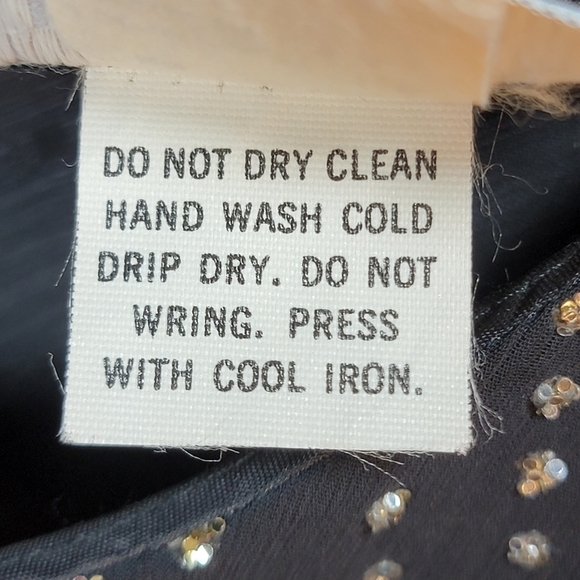 DO NOT DRY CLEAN
HAND WASH COLD
DRIP DRY. DO NOT
WRING. PRESS
WITH COOL IRON.